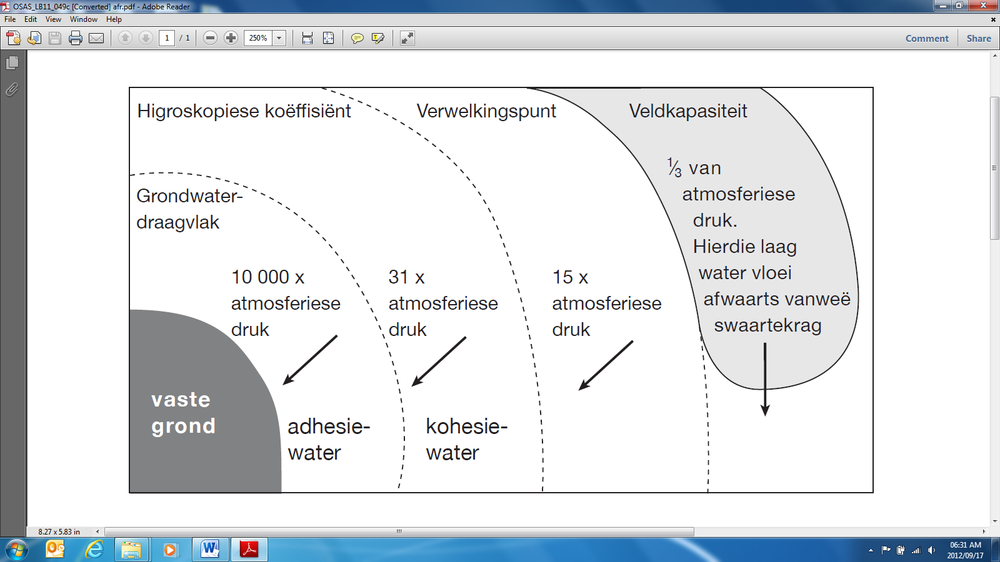 OSAS_LB11_049c [Converted] afr.pdf - Adobe Reader
File Edit View Window Help
1 / 1 250% Comment Share
Higroskopiese koëffisiënt
Verwelkingspunt
Veldkapasiteit
⅓ van
atmosferiese
druk.
Hierdie laag
water vloei
afwaarts vanweë
swaartekrag
Grondwater-
draagvlak
10 000 x
atmosferiese
druk
31 x
atmosferiese
druk
15 x
atmosferiese
druk
vaste
grond
adhesie-
water
kohesie-
water
8.27 x 5.83 in
06:31 AM
2012/09/17